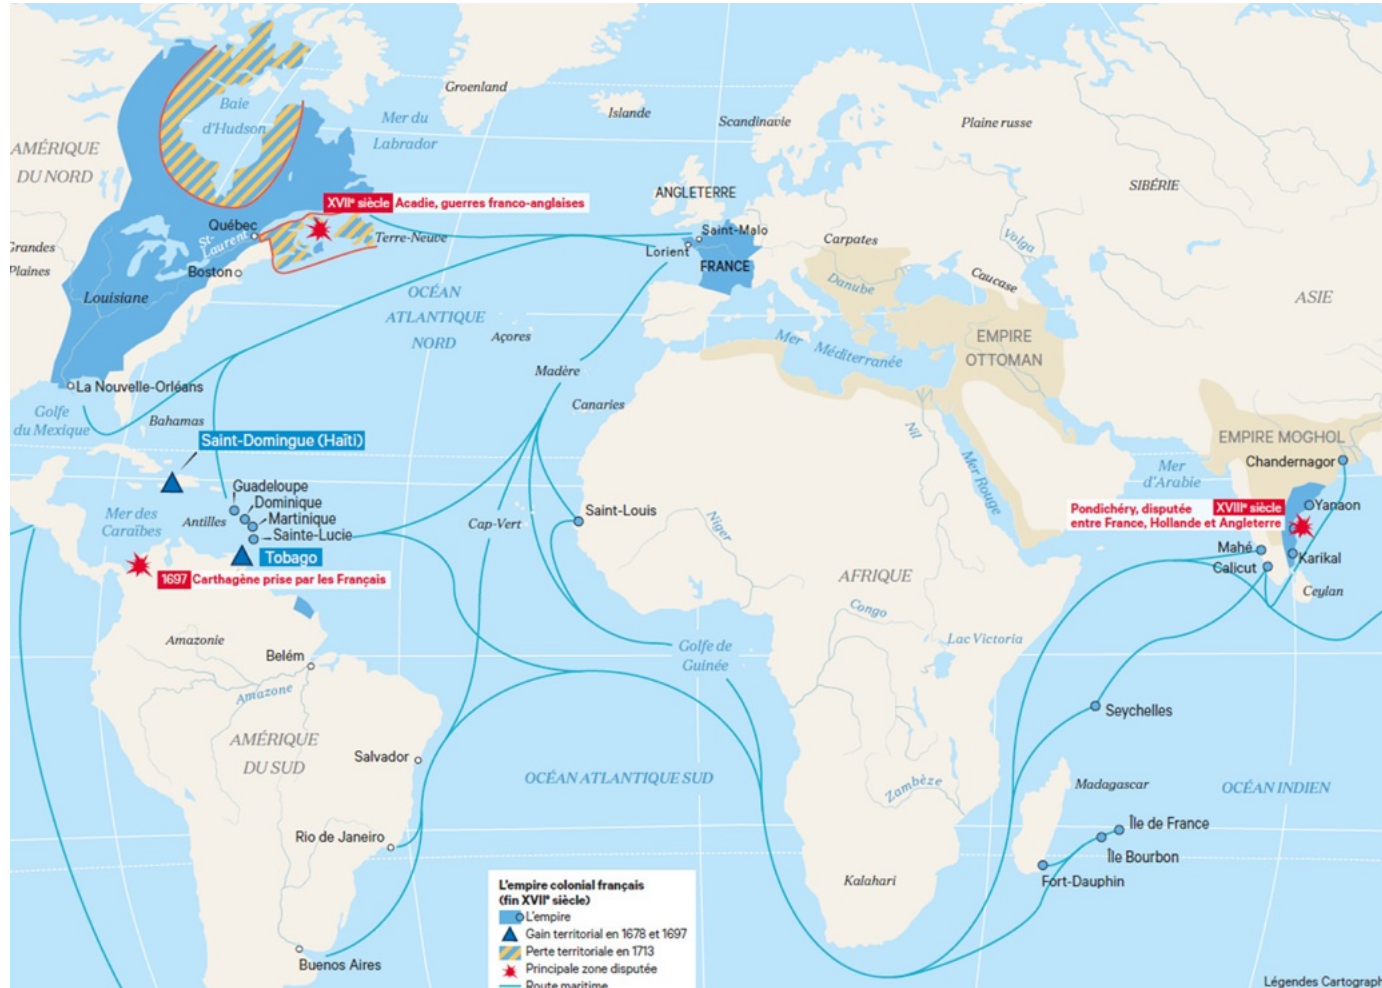 Groenland
Islande
Scandinavie
Plaine russe
Baie
d'Hudson
Mer du
Labrador
AMÉRIQUE
DU NORD
SIBÉRIE
ANGLETERRE
XVIIe siècle Acadie, guerres franco-anglaises
Québec
St-
Laurent
Terre-Neuve
Saint-Malo
Lorient
FRANCE
Carpates
Volga
Grandes
Plaines
Boston
Louisiane
Danube
Caucase
ASIE
OCÉAN
ATLANTIQUE
NORD
Açores
Mer Méditerranée
EMPIRE
OTTOMAN
Madère
La Nouvelle-Orléans
Golfe
du Mexique
Bahamas
Canaries
Nil
Saint-Domingue (Haïti)
EMPIRE MOGHOL
Chandernagor
Mer Rouge
Mer
d'Arabie
Guadeloupe
Dominique
Martinique
Sainte-Lucie
Mer des
Caraïbes
Antilles
Cap-Vert
Saint-Louis
Niger
Pondichéry, disputée XVIIIe siècle
entre France, Hollande et Angleterre
Yanaon
Tobago
1697 Carthagène prise par les Français
Mahé
Calicut
Karikal
Ceylan
AFRIQUE
Congo
Lac Victoria
Amazonie
Belém
Amazone
Golfe de
Guinée
Seychelles
AMÉRIQUE
DU SUD
Salvador
OCÉAN ATLANTIQUE SUD
Zambèze
Madagascar
OCÉAN INDIEN
Rio de Janeiro
Île de France
Île Bourbon
Fort-Dauphin
Kalahari
Buenos Aires
L'empire colonial français
(fin XVIIe siècle)
L'empire
Gain territorial en 1678 et 1697
Perte territoriale en 1713
Principale zone disputée
Route maritime
Légendes Cartograph